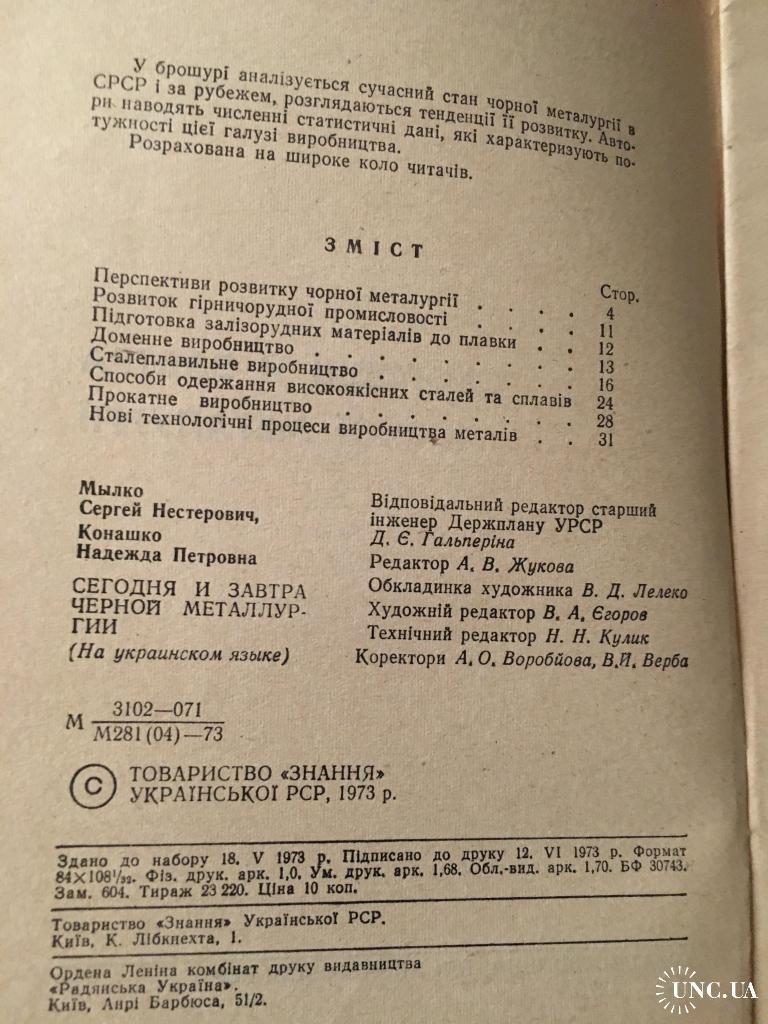 У брошурі аналізується сучасний стан чорної металургії в
СРСР і за рубежем, розглядаються тенденції її розвитку. Авто-
ри наводять численні статистичні дані, які характеризують по-
тужності цієї галузі виробництва.
Розрахована на широке коло читачів.
ЗМІСТ
Стор.
Перспективи розвитку чорної металургії . . . . 4
Розвиток гірничорудної промисловості . . . . 11
Підготовка залізорудних матеріалів до плавки . . 12
Доменне виробництво . . . . . . . 13
Сталеплавильне виробництво . . . . . . 16
Способи одержання високоякісних сталей та сплавів 24
Прокатне виробництво . . . . . . . 28
Нові технологічні процеси виробництва металів . . 31
Мылко
Сергей Нестерович,
Конашко
Надежда Петровна
СЕГОДНЯ И ЗАВТРА
ЧЕРНОЙ МЕТАЛЛУР-
ГИИ
(На украинском языке)
Відповідальний редактор старший
інженер Держплану УРСР
Д. Є. Гальперіна
Редактор А. В. Жукова
Обкладинка художника В. Д. Лелеко
Художній редактор В. А. Єгоров
Технічний редактор Н. Н. Кулик
Коректори А. О. Воробйова, В.Й. Верба
М 3102—071
М281(04)—73
© ТОВАРИСТВО «ЗНАННЯ»
УКРАЇНСЬКОЇ РСР, 1973 р.
Здано до набору 18. V 1973 р. Підписано до друку 12. VI 1973 р. Формат
84×108¹/₃₂. Фіз. друк. арк. 1,0. Ум. друк. арк. 1,68. Обл.-вид. арк. 1,70. БФ 30743.
Зам. 604. Тираж 23 220. Ціна 10 коп.
Товариство «Знання» Української РСР.
Київ, К. Лібкнехта, 1.
Ордена Леніна комбінат друку видавництва
«Радянська Україна».
Київ, Анрі Барбюса, 51/2.
UNC.UA